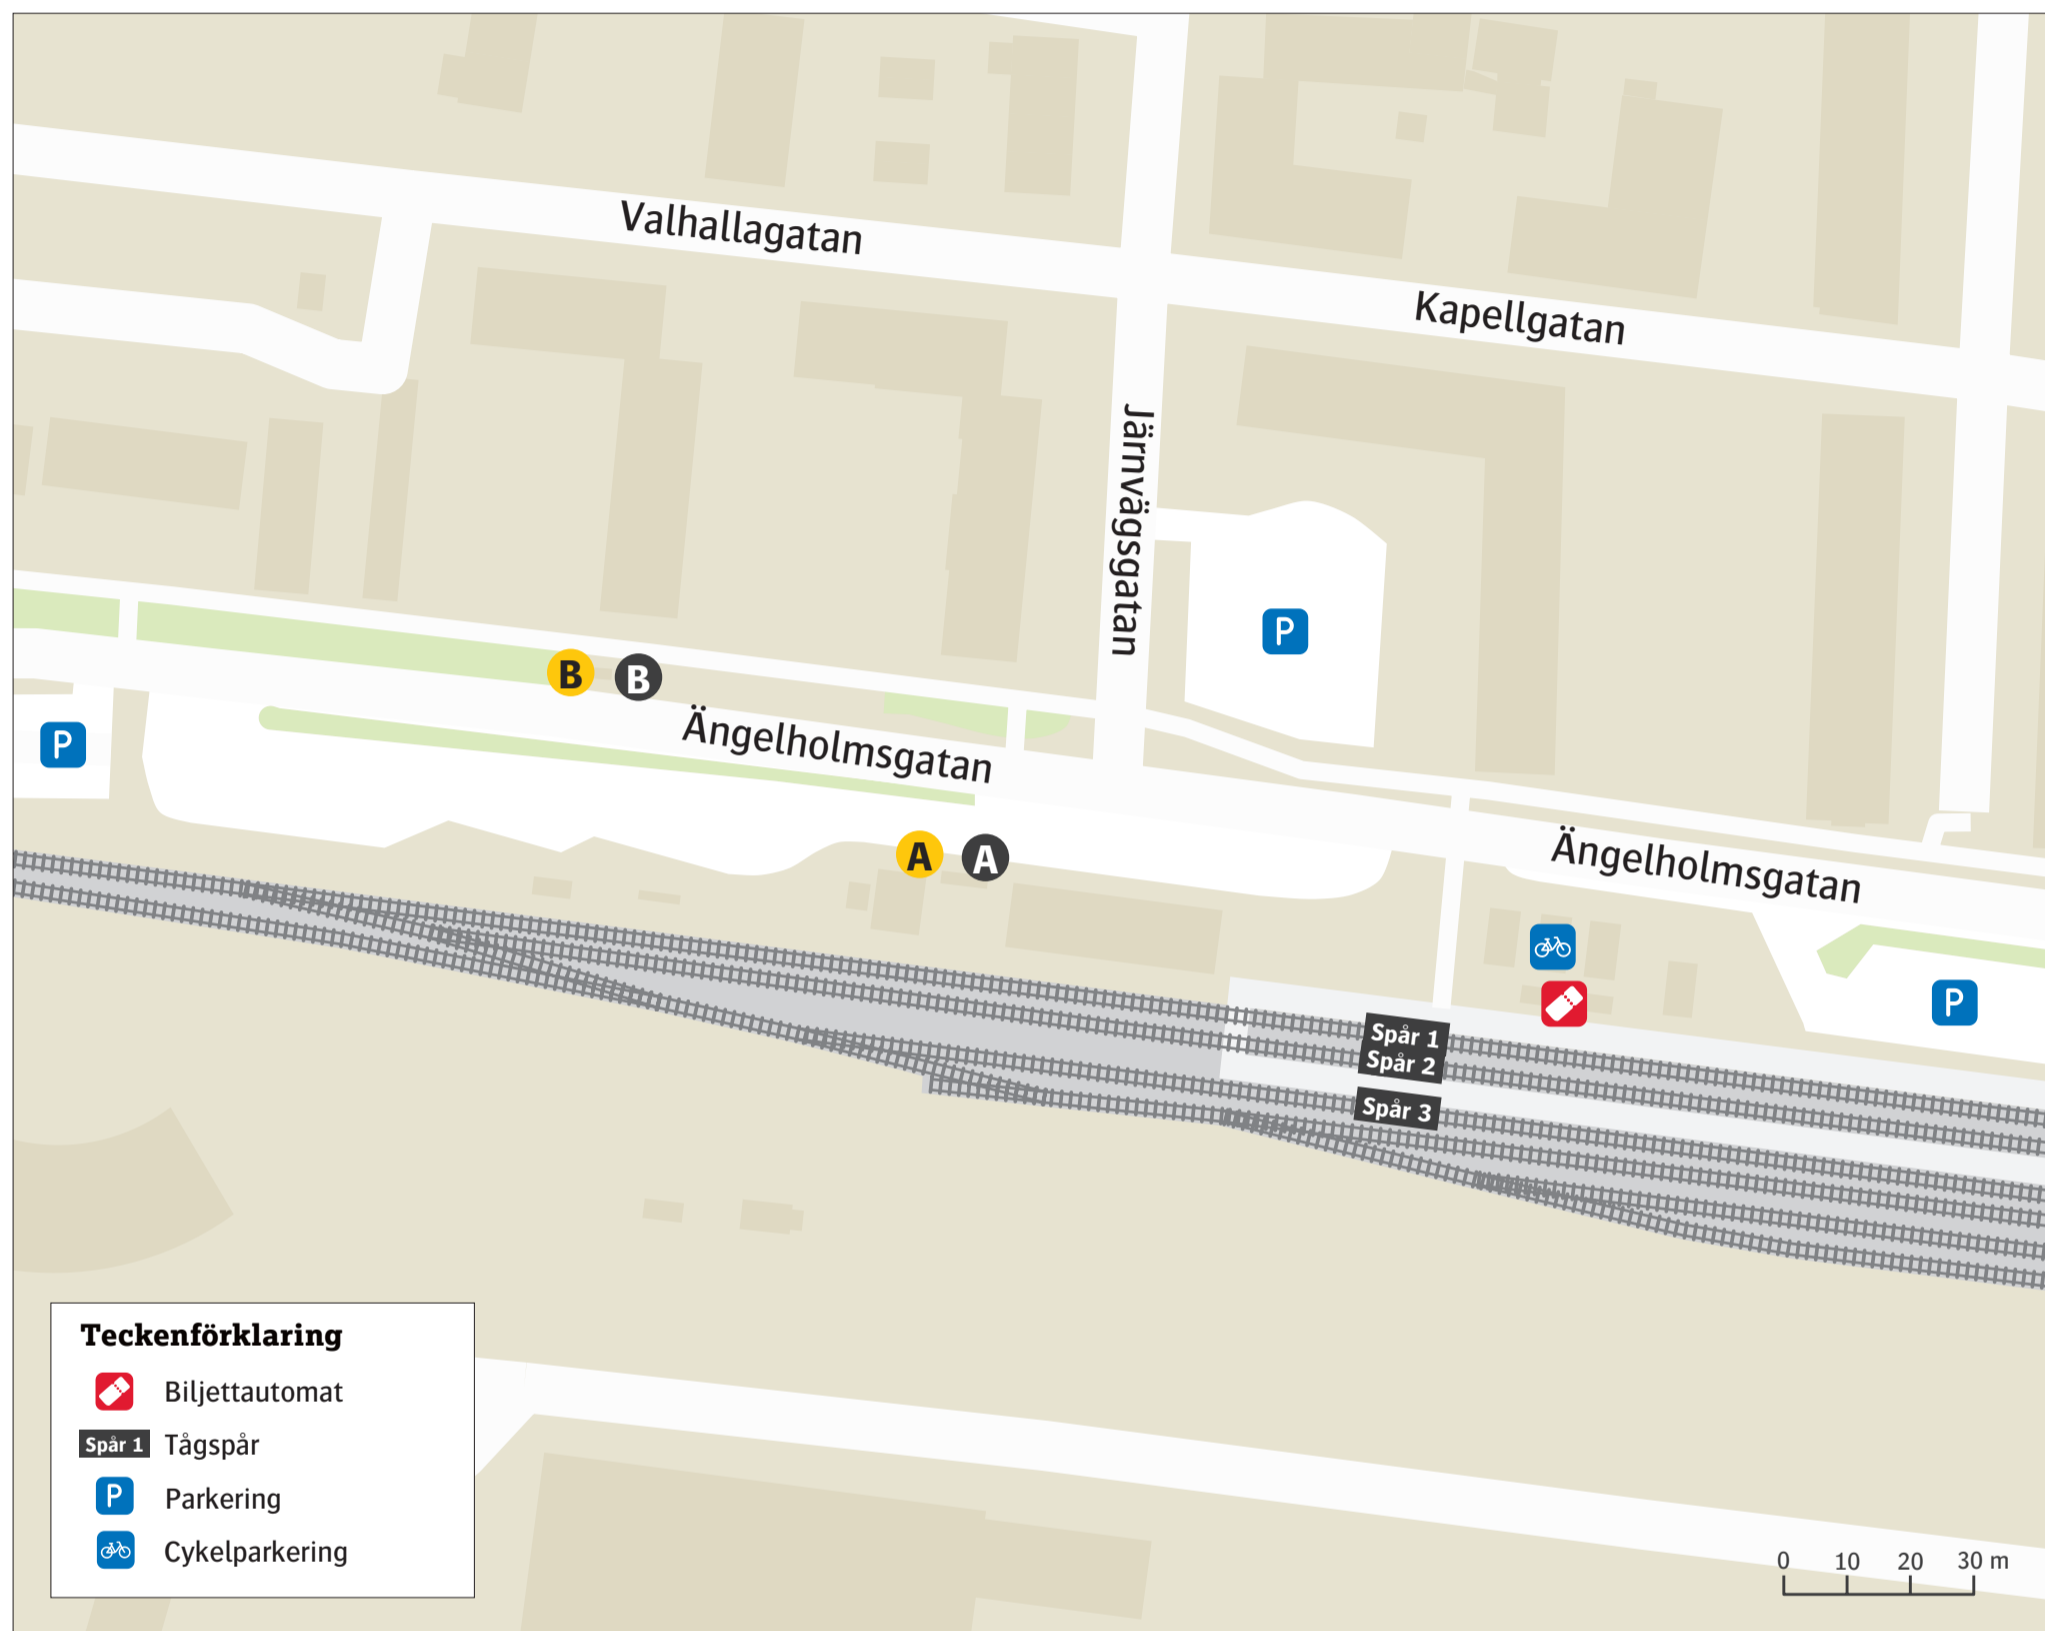 Valhallagatan
Kapellgatan
Järnvägsgatan
P
B B
Ängelholmsgatan
P
A A
Ängelholmsgatan
P
Spår 1
Spår 2
Spår 3
Teckenförklaring
Biljettautomat
Spår 1 Tågspår
P Parkering
Cykelparkering
0 10 20 30 m